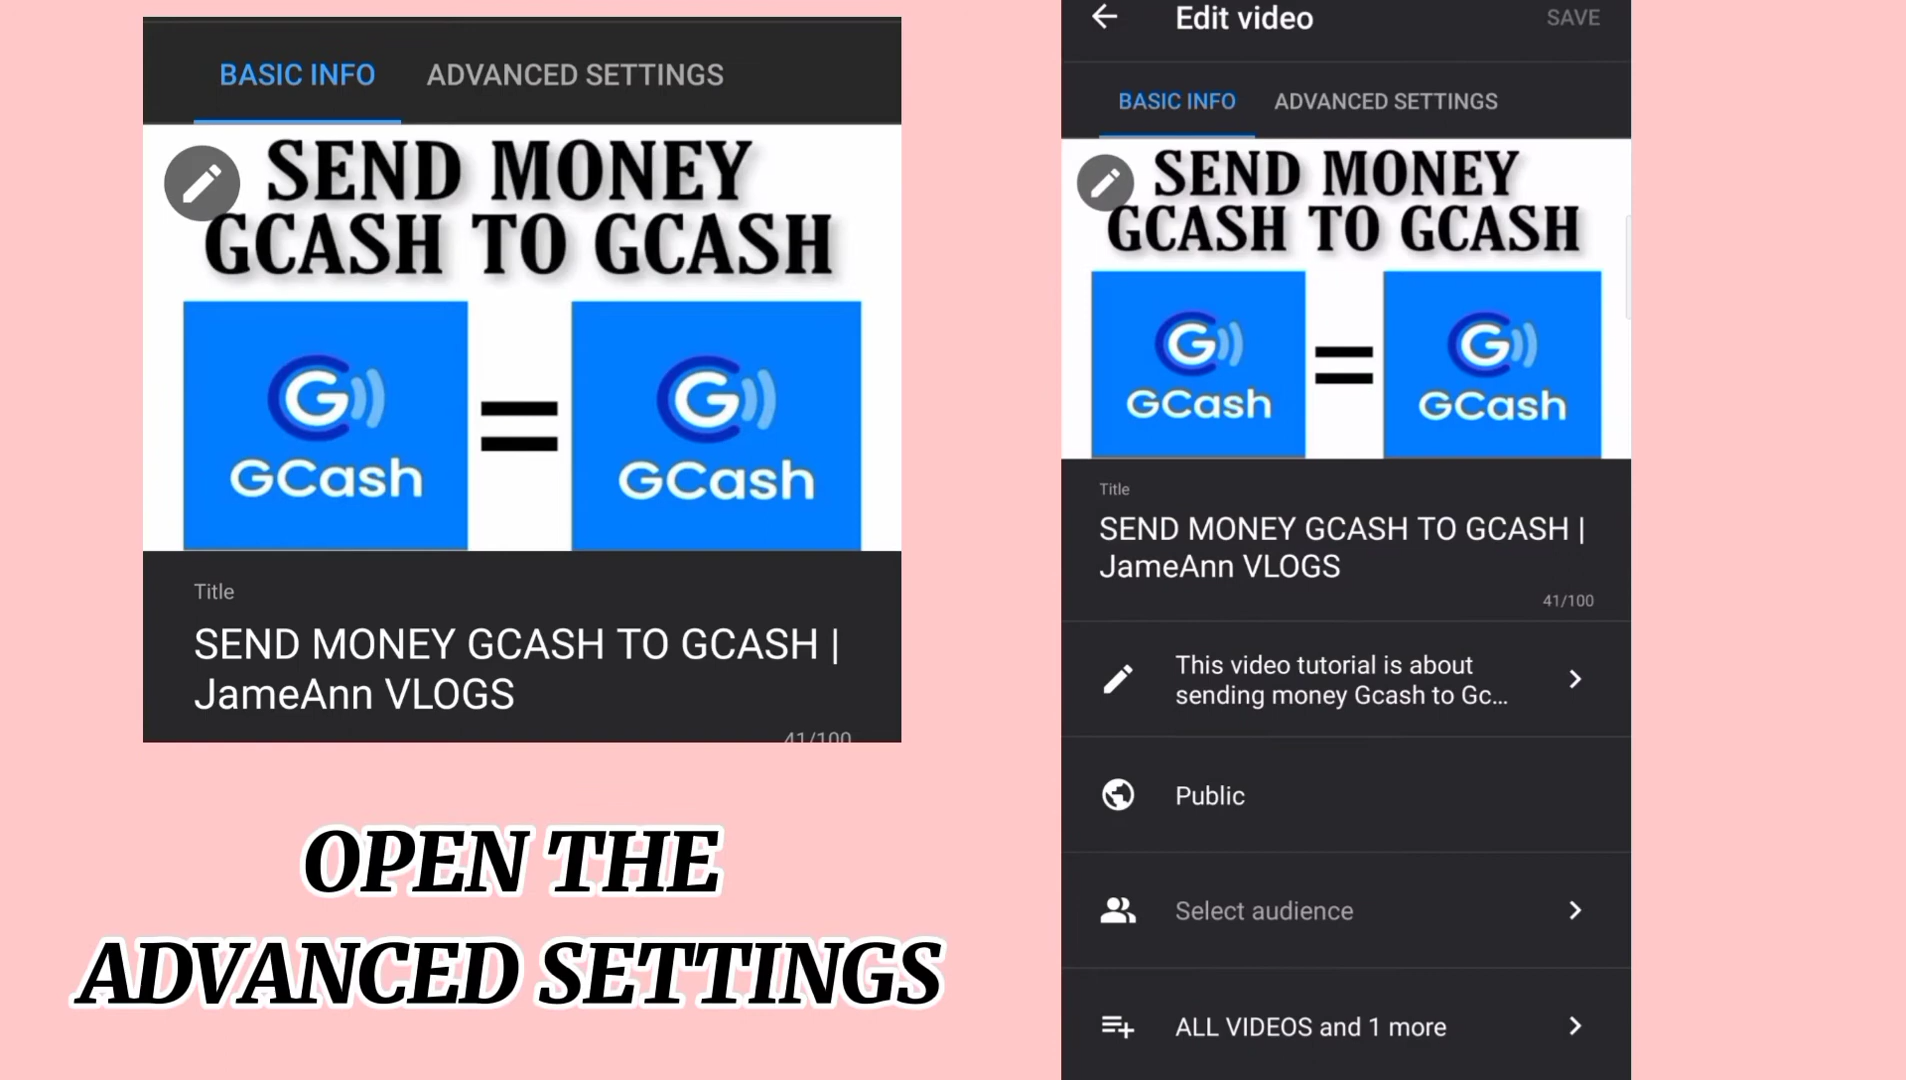 BASIC INFO ADVANCED SETTINGS
SEND MONEY
GCASH TO GCASH
G G
GCash = GCash
Title
SEND MONEY GCASH TO GCASH |
JameAnn VLOGS
41/100
OPEN THE
ADVANCED SETTINGS
Edit video SAVE
BASIC INFO ADVANCED SETTINGS
SEND MONEY
GCASH TO GCASH
G G
GCash = GCash
Title
SEND MONEY GCASH TO GCASH |
JameAnn VLOGS
41/100
This video tutorial is about
sending money Gcash to Gc...
Public
Select audience
ALL VIDEOS and 1 more